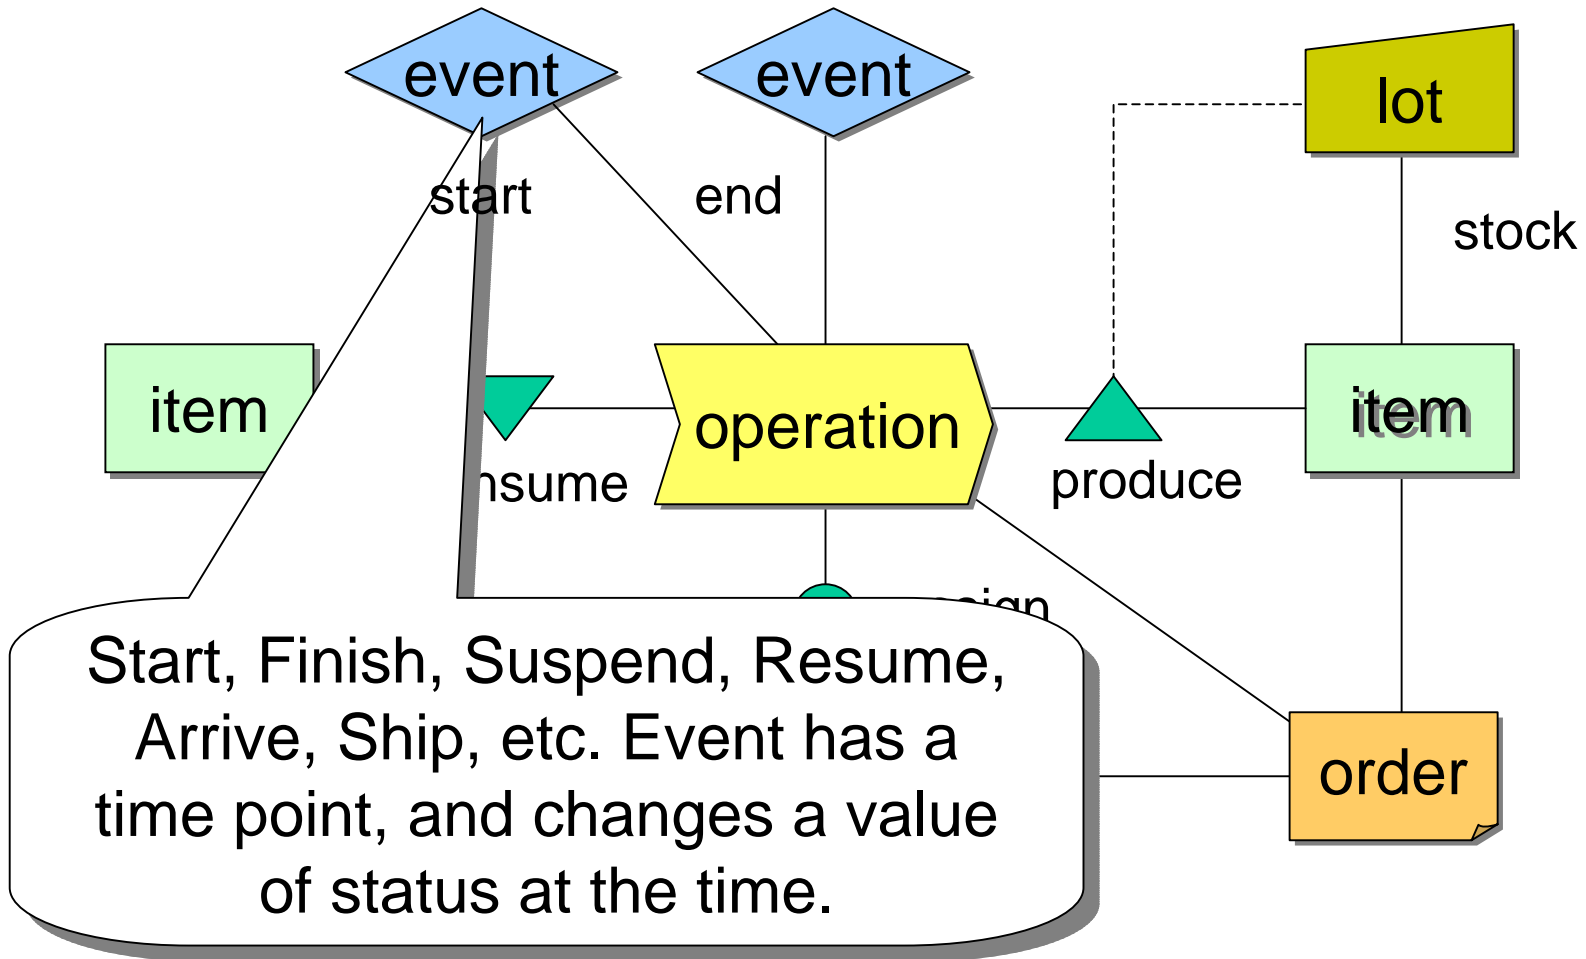 event
event
lot
start
end
stock
item
operation
item
nsume
produce
Start, Finish, Suspend, Resume,
Arrive, Ship, etc. Event has a
time point, and changes a value
of status at the time.
order